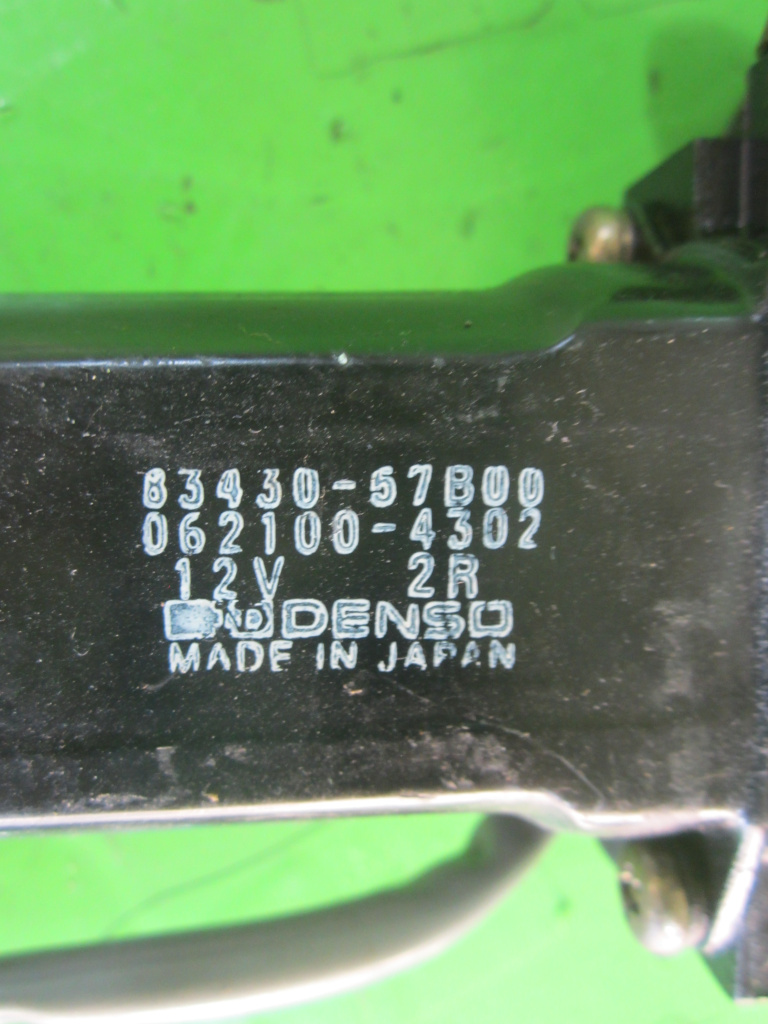 83430-57B00
062100-4302
12V 2R
DENSO
MADE IN JAPAN